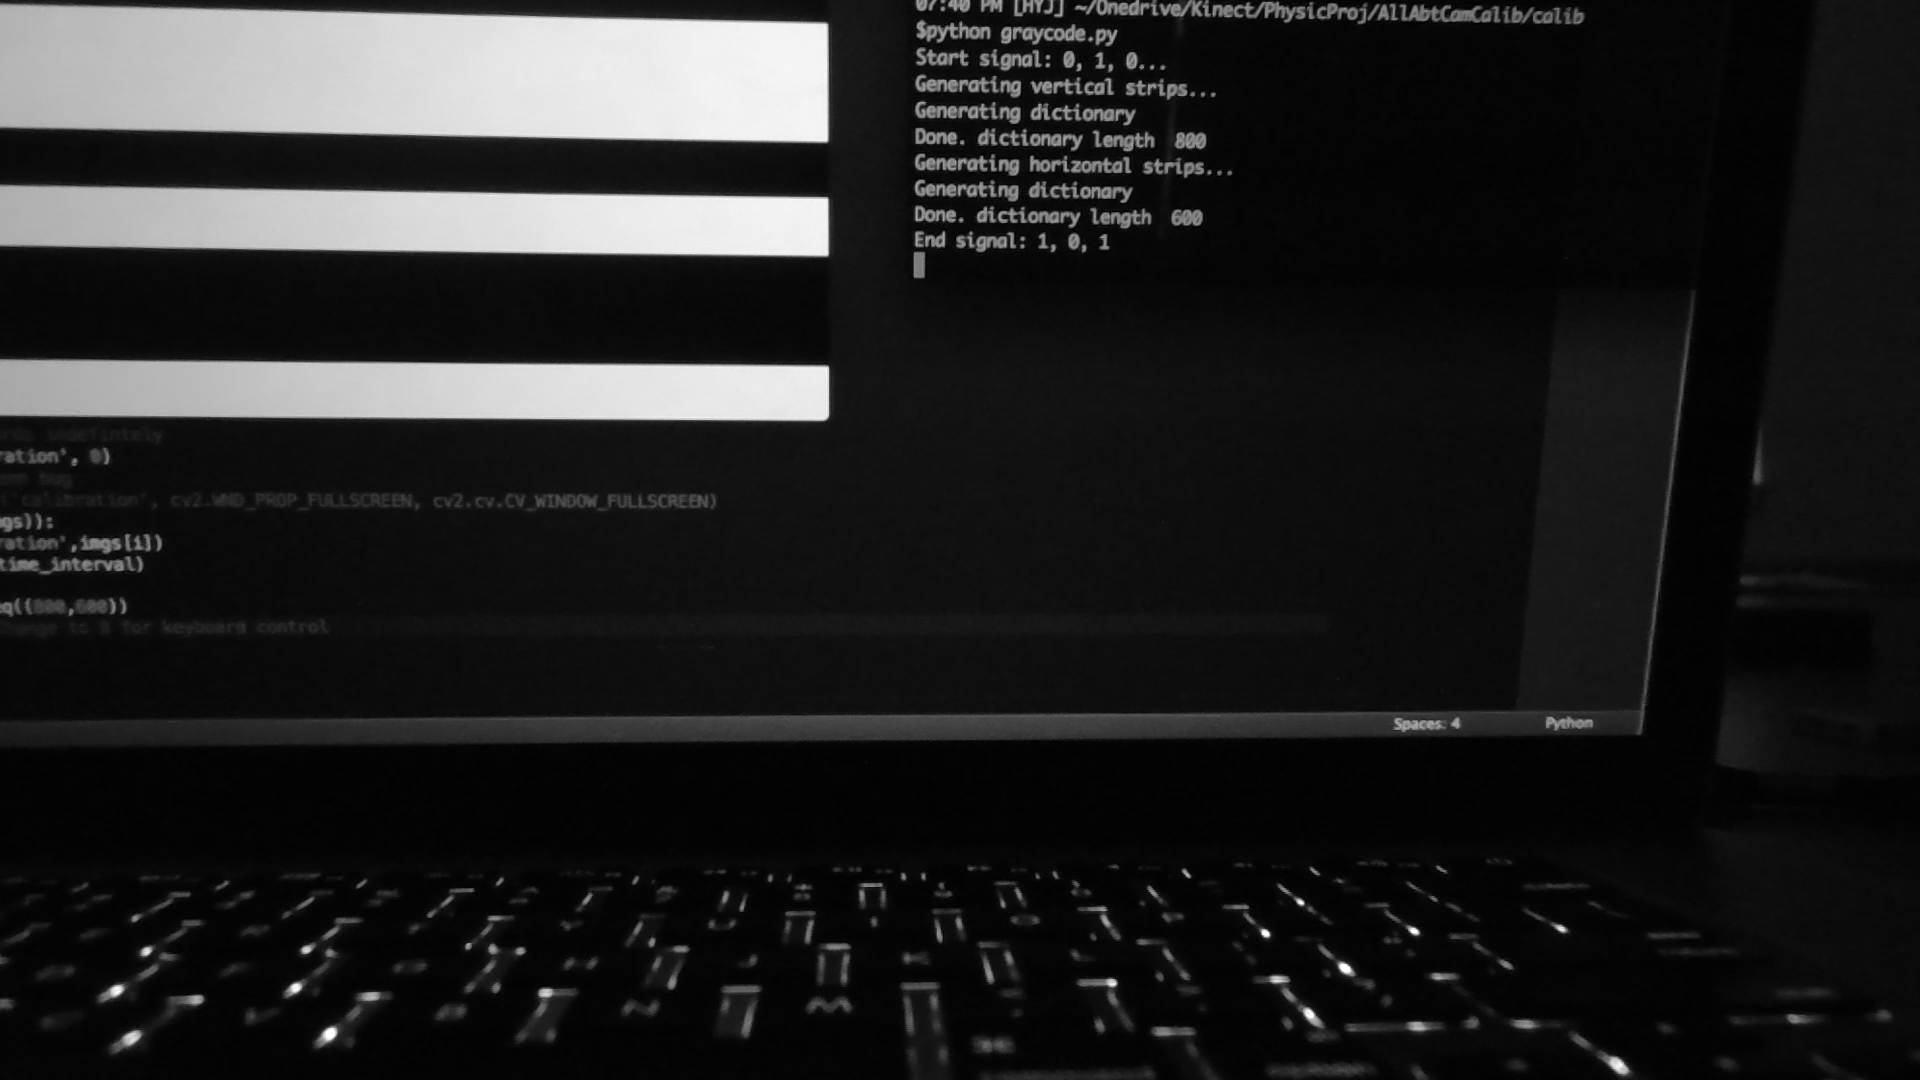 07:40 PM [HYJ] ~/Onedrive/Kinect/PhysicProj/AllAbtCamCalib/calib
$python graycode.py
Start signal: 0, 1, 0...
Generating vertical strips...
Generating dictionary
Done. dictionary length  800
Generating horizontal strips...
Generating dictionary
Done. dictionary length  600
End signal: 1, 0, 1
indefintely
ration', 0)
bug
('calibration', cv2.WND_PROP_FULLSCREEN, cv2.cv.CV_WINDOW_FULLSCREEN)
gs)):
ration',imgs[i])
time_interval)
eq((800,600))
to 0 for keyboard control
Spaces: 4
Python
U I O P
H J K L
V B N M